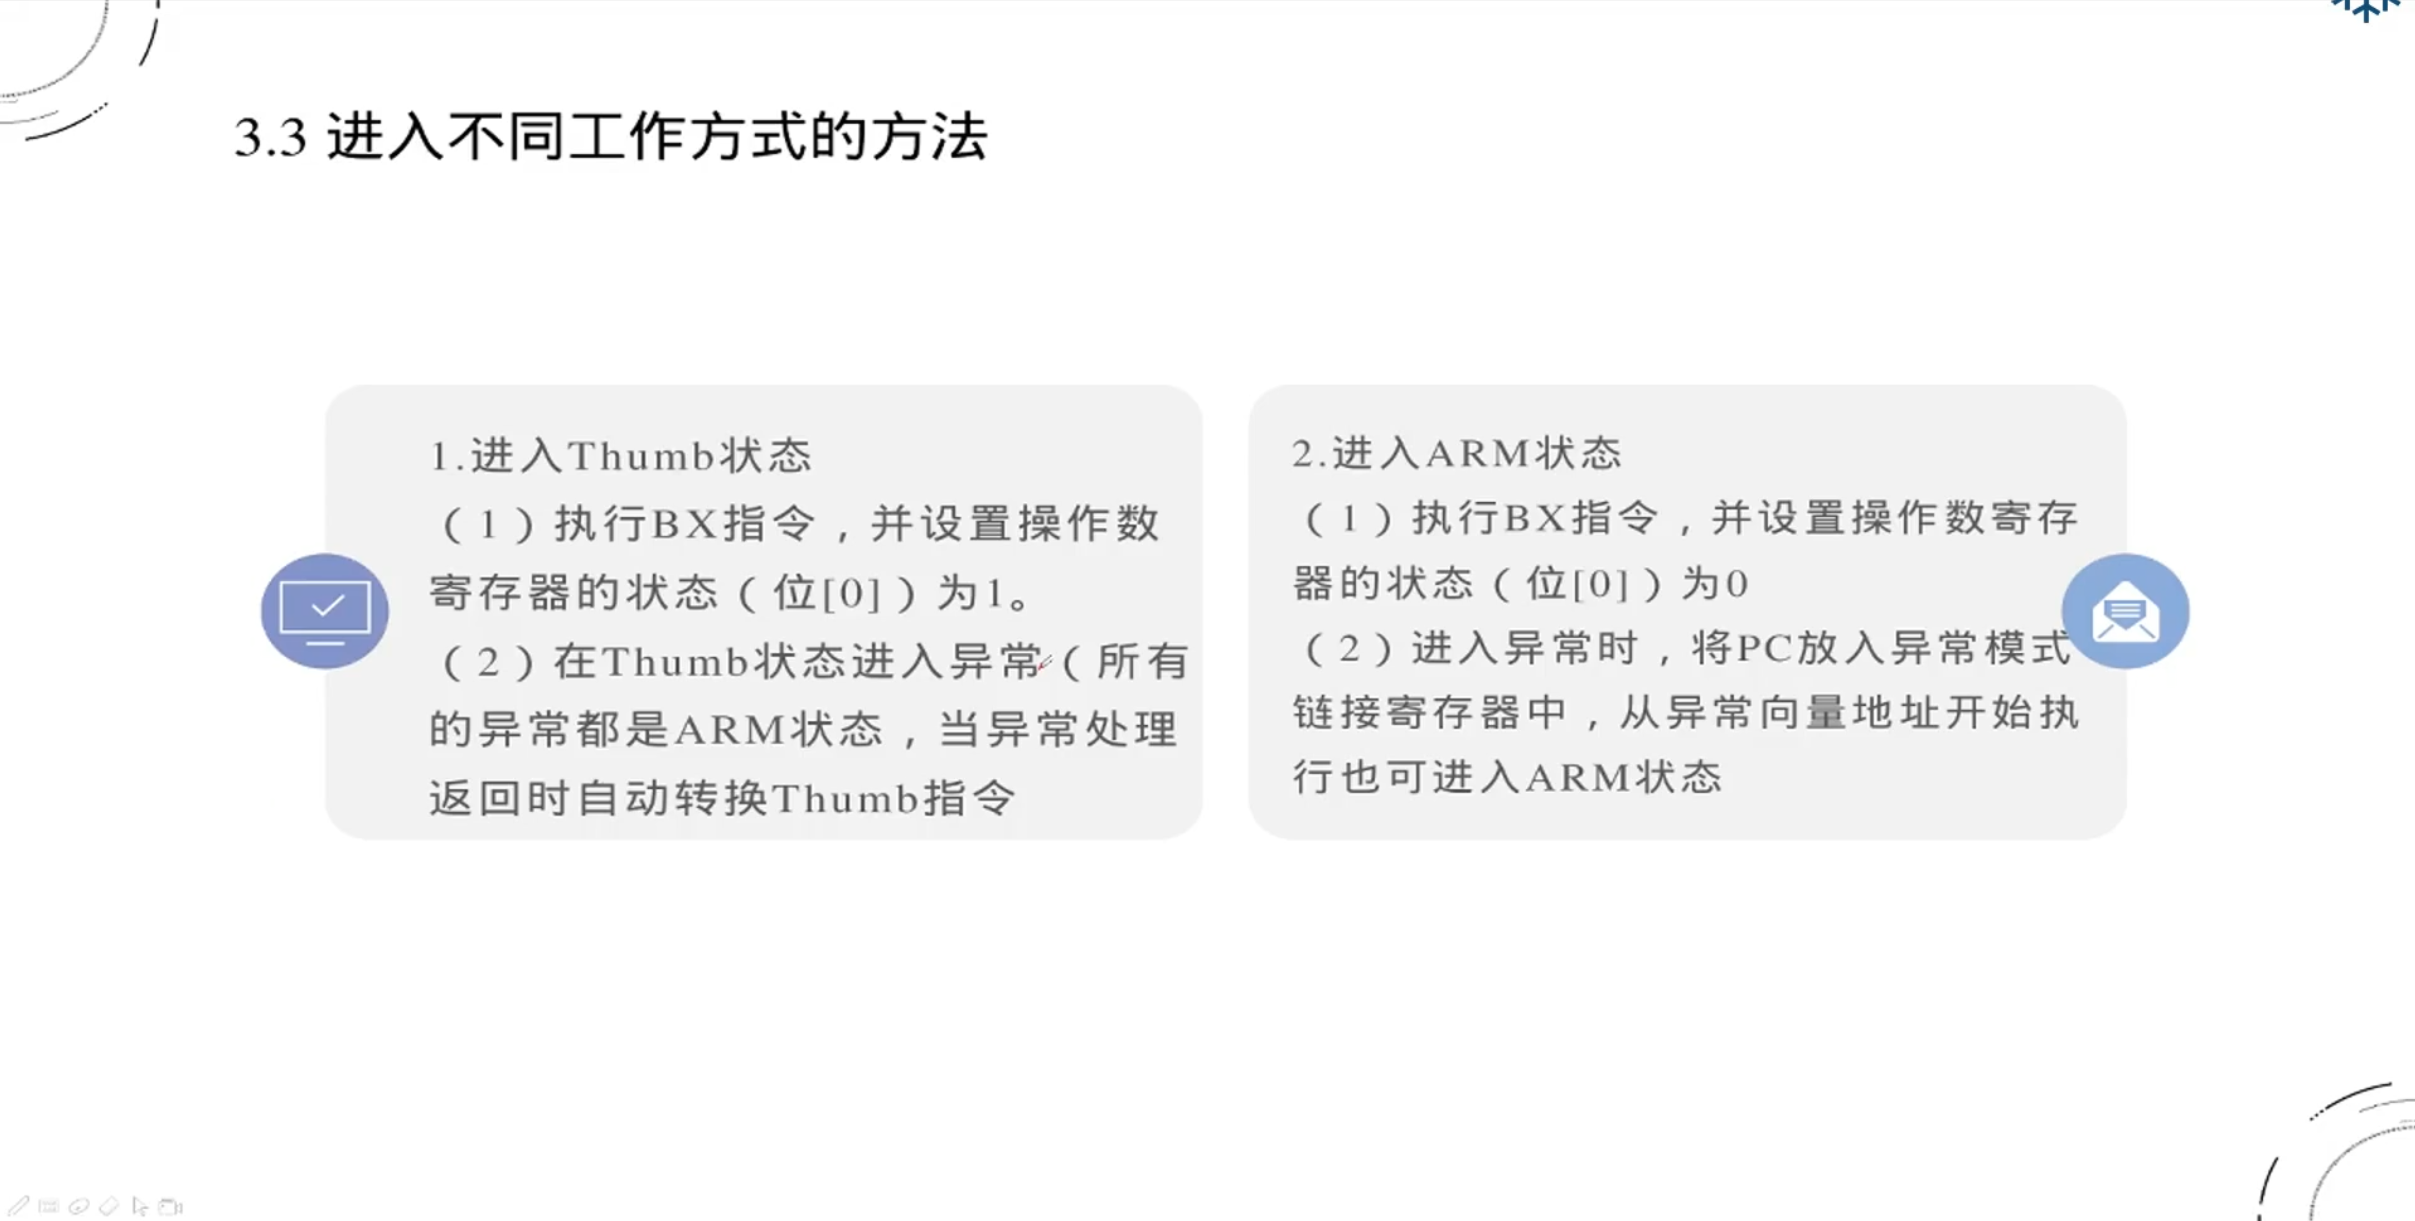 3.3 进入不同工作方式的方法
1.进入Thumb状态
（1）执行BX指令，并设置操作数
寄存器的状态（位[0]）为1。
（2）在Thumb状态进入异常（所有
的异常都是ARM状态，当异常处理
返回时自动转换Thumb指令
2.进入ARM状态
（1）执行BX指令，并设置操作数寄存
器的状态（位[0]）为0
（2）进入异常时，将PC放入异常模式
链接寄存器中，从异常向量地址开始执
行也可进入ARM状态